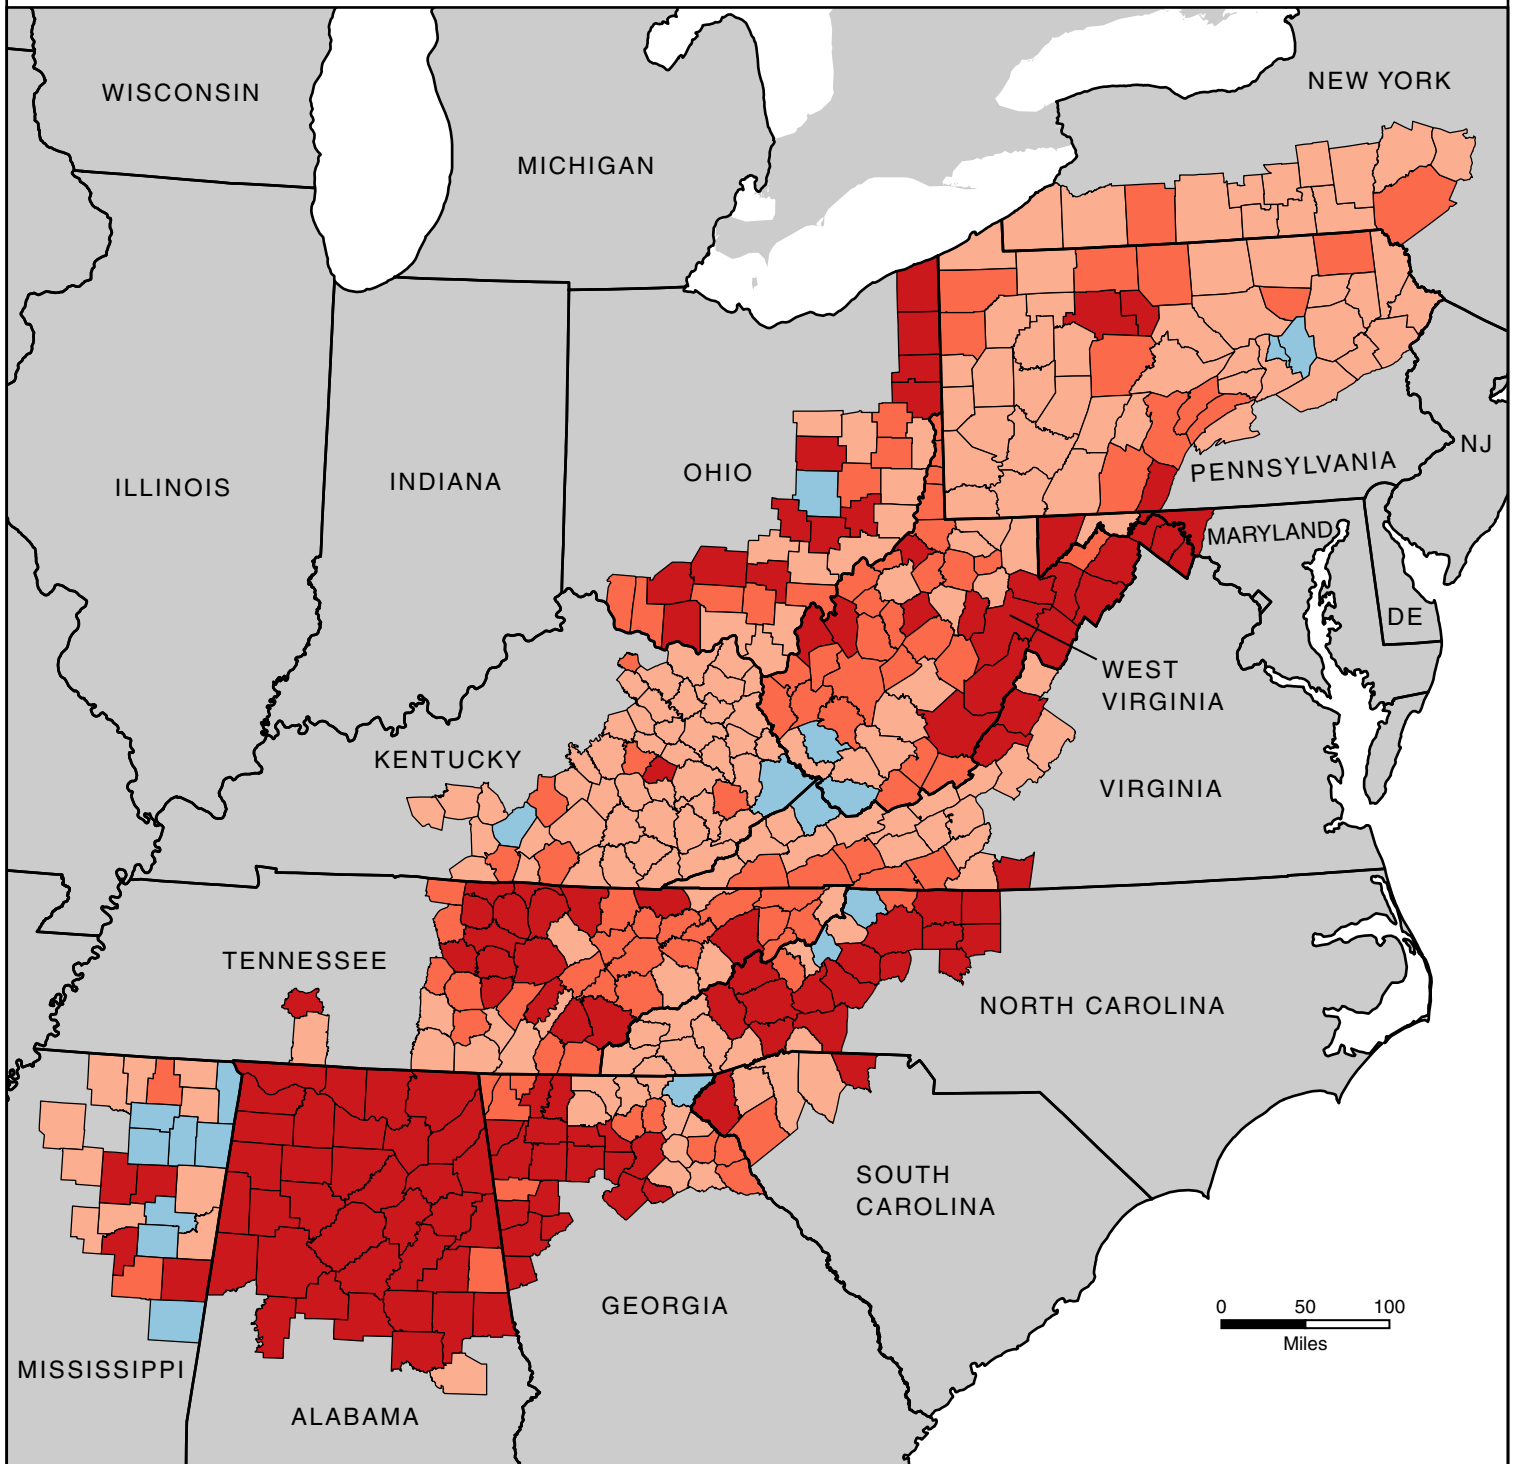 WISCONSIN
NEW YORK
MICHIGAN
ILLINOIS
INDIANA
OHIO
PENNSYLVANIA
NJ
MARYLAND
DE
WEST
VIRGINIA
KENTUCKY
VIRGINIA
TENNESSEE
NORTH CAROLINA
SOUTH
CAROLINA
GEORGIA
0 50 100
Miles
MISSISSIPPI
ALABAMA